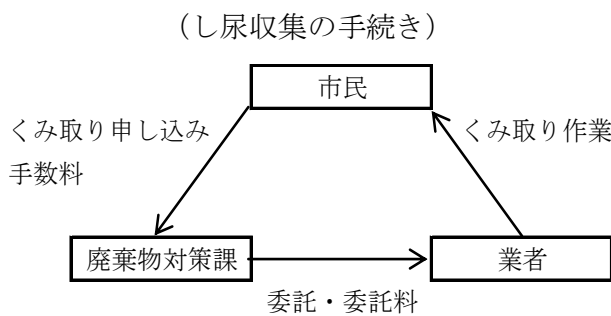 (し尿収集の手続き)
市民
くみ取り申し込み
手数料
くみ取り作業
廃棄物対策課
業者
委託・委託料